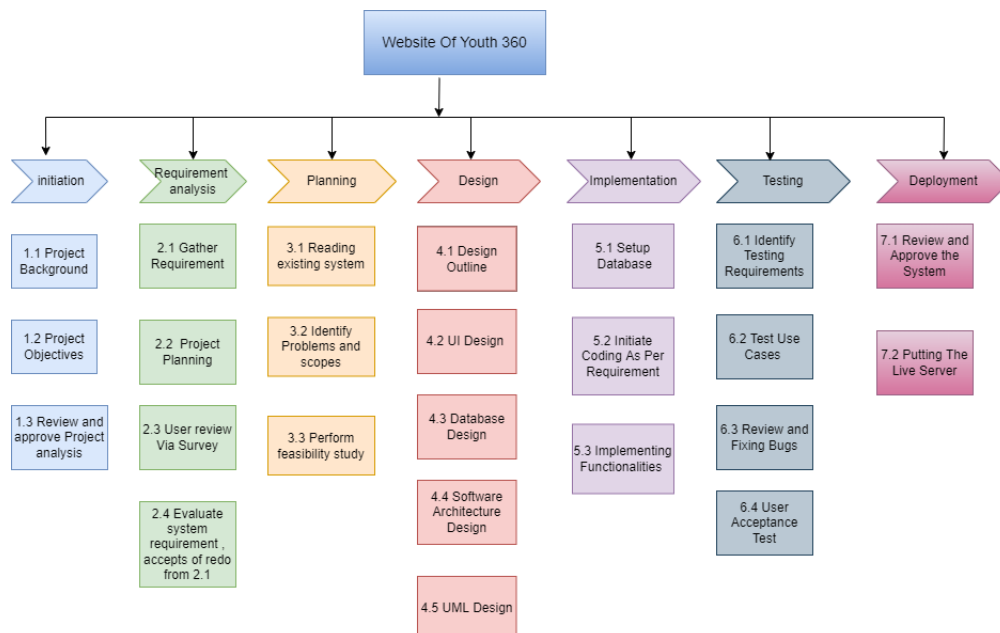 Website Of Youth 360
initiation
Requirement
analysis
Planning
Design
Implementation
Testing
Deployment
1.1 Project
Background
1.2 Project
Objectives
1.3 Review and
approve Project
analysis
2.1 Gather
Requirement
2.2 Project
Planning
2.3 User review
Via Survey
2.4 Evaluate
system
requirement ,
accepts of redo
from 2.1
3.1 Reading
existing system
3.2 Identify
Problems and
scopes
3.3 Perform
feasibility study
4.1 Design
Outline
4.2 UI Design
4.3 Database
Design
4.4 Software
Architecture
Design
4.5 UML Design
5.1 Setup
Database
5.2 Initiate
Coding As Per
Requirement
5.3 Implementing
Functionalities
6.1 Identify
Testing
Requirements
6.2 Test Use
Cases
6.3 Review and
Fixing Bugs
6.4 User
Acceptance
Test
7.1 Review and
Approve the
System
7.2 Putting The
Live Server